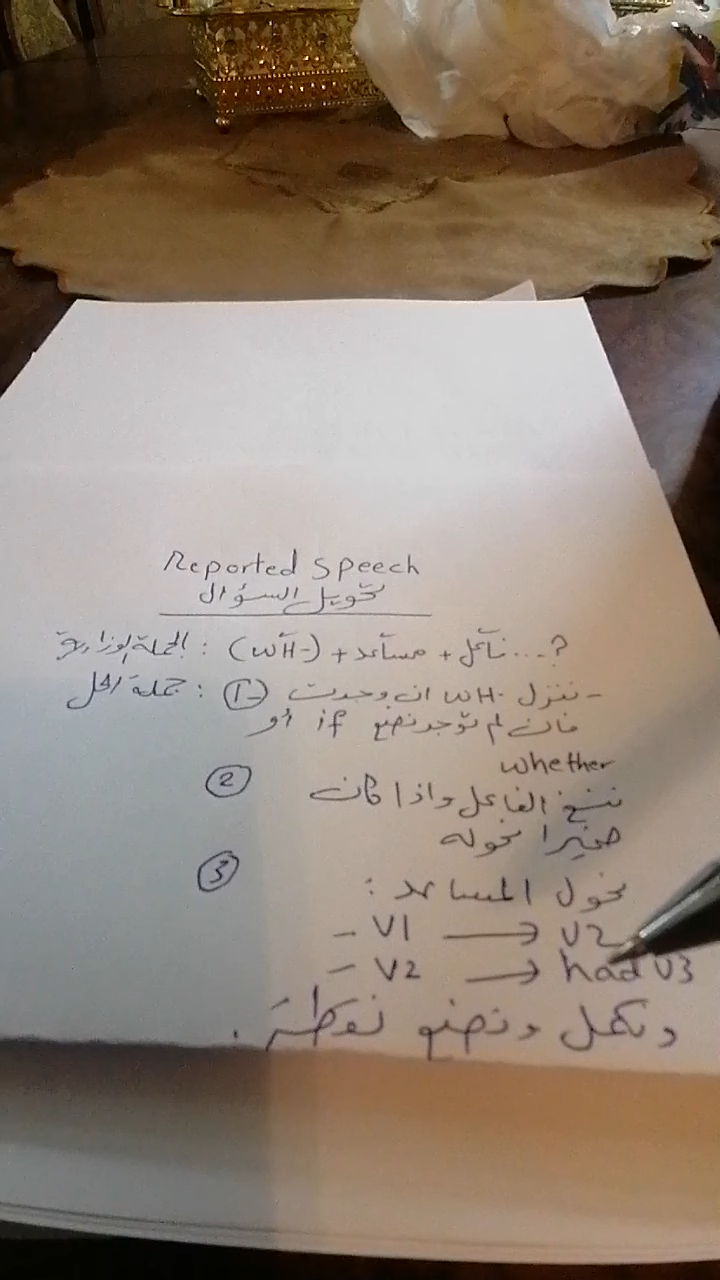 Reported Speech
تحويل السؤال
الجملة الوزارية : (WH-) + مساعد + فاعل ...?
جملة الحل : ①- ننزل WH- ان وجدت
فان لم توجد نضع if أو
whether
② ننسخ الفاعل واذا كان
ضميرا نحوله
③ نحول المساعد :
– V1 → V2
– V2 → had V3
ونكمل ونضع نقطة .